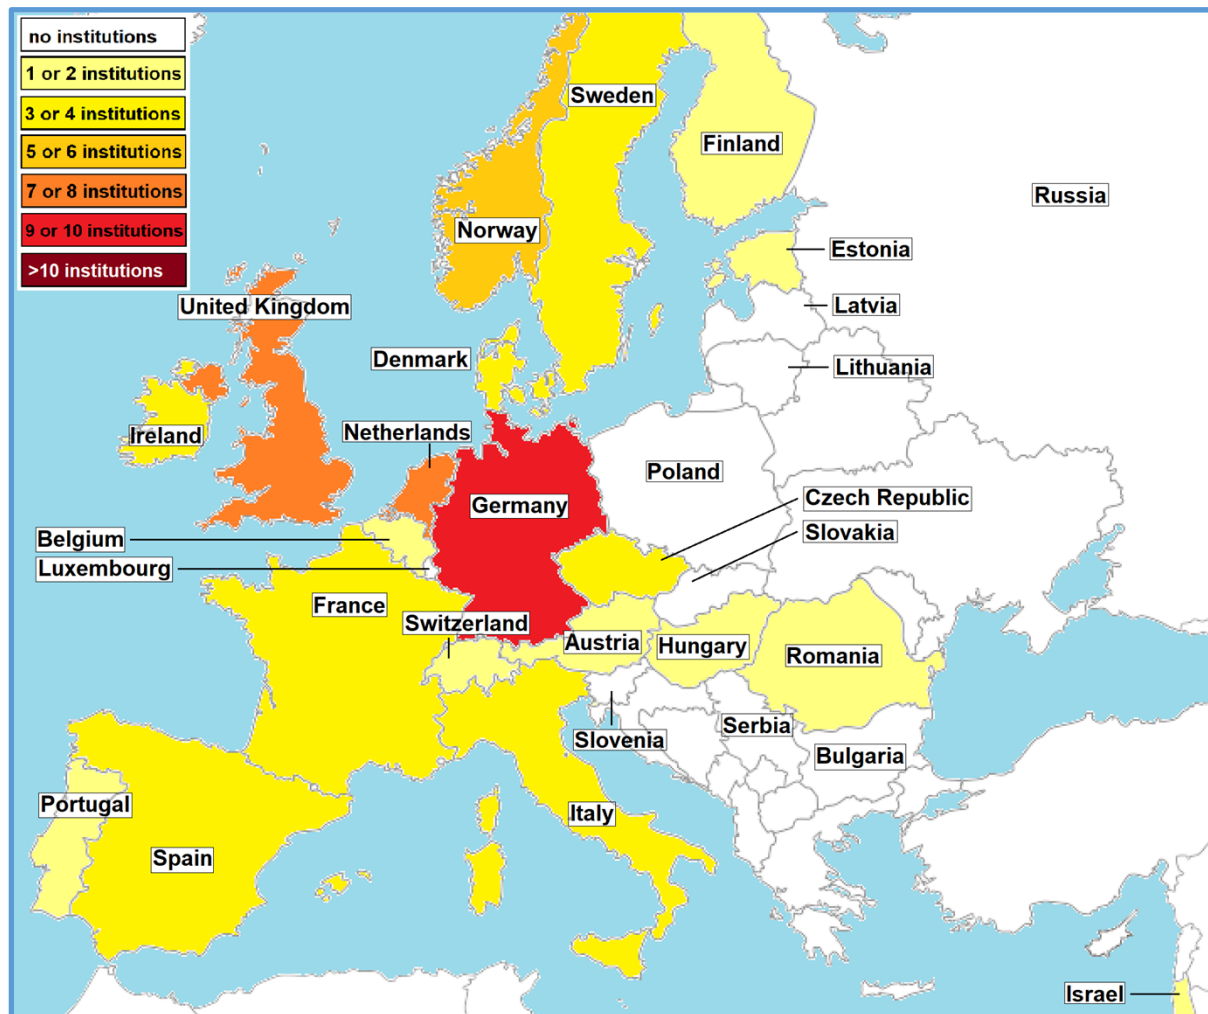 no institutions
1 or 2 institutions
3 or 4 institutions
5 or 6 institutions
7 or 8 institutions
9 or 10 institutions
>10 institutions
Sweden
Finland
Russia
Norway
Estonia
United Kingdom
Latvia
Denmark
Lithuania
Ireland
Netherlands
Poland
Germany
Czech Republic
Slovakia
Belgium
Luxembourg
France
Switzerland
Austria
Hungary
Romania
Slovenia
Serbia
Bulgaria
Portugal
Italy
Spain
Israel